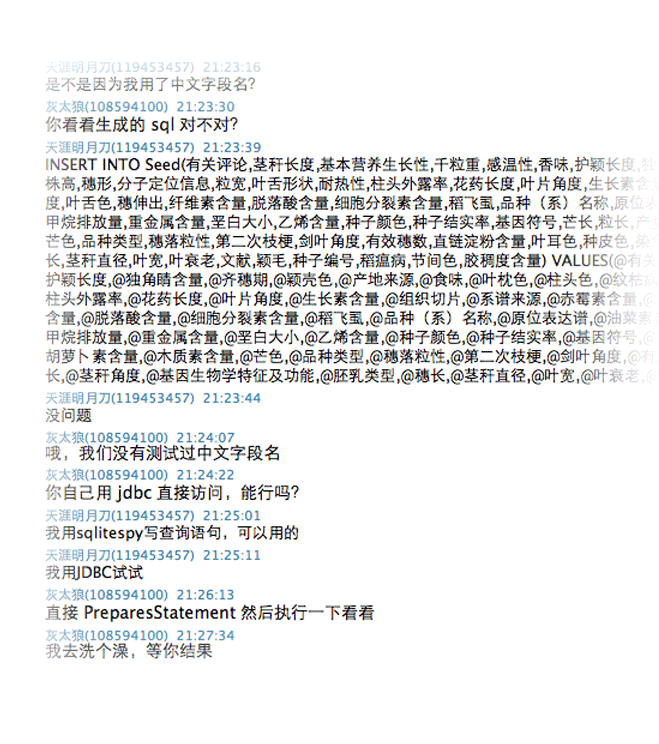 天涯明月刀(119453457) 21:23:16
是不是因为我用了中文字段名?
灰太狼(108594100) 21:23:30
你看看生成的 sql 对不对?
天涯明月刀(119453457) 21:23:39
INSERT INTO Seed(有关评论,茎秆长度,基本营养生长性,千粒重,感温性,香味,护颖长度,独
株高,穗形,分子定位信息,粒宽,叶舌形状,耐热性,柱头外露率,花药长度,叶片角度,生长素含
度,叶舌色,穗伸出,纤维素含量,脱落酸含量,细胞分裂素含量,稻飞虱,品种（系）名称,原位表
甲烷排放量,重金属含量,垩白大小,乙烯含量,种子颜色,种子结实率,基因符号,芒长,粒长,产
芒色,品种类型,穗落粒性,第二次枝梗,剑叶角度,有效穗数,直链淀粉含量,叶耳色,种皮色,
长,茎秆直径,叶宽,叶衰老,文献,颖毛,种子编号,稻瘟病,节间色,胶稠度含量) VALUES(@有关
护颖长度,@独角睛含量,@齐穗期,@颖壳色,@产地来源,@食味,@叶枕色,@柱头色,@纹枯病
柱头外露率,@花药长度,@叶片角度,@生长素含量,@组织切片,@系谱来源,@赤霉素含量,@
含量,@脱落酸含量,@细胞分裂素含量,@稻飞虱,@品种（系）名称,@原位表达谱,@油菜素
甲烷排放量,@重金属含量,@垩白大小,@乙烯含量,@种子颜色,@种子结实率,@基因符号,@
胡萝卜素含量,@木质素含量,@芒色,@品种类型,@穗落粒性,@第二次枝梗,@剑叶角度,@有
长,@茎秆角度,@基因生物学特征及功能,@胚乳类型,@穗长,@茎秆直径,@叶宽,@叶衰老,@
天涯明月刀(119453457) 21:23:44
没问题
灰太狼(108594100) 21:24:07
哦，我们没有测试过中文字段名
灰太狼(108594100) 21:24:22
你自己用 jdbc 直接访问，能行吗?
天涯明月刀(119453457) 21:25:01
我用sqlitespy写查询语句，可以用的
天涯明月刀(119453457) 21:25:11
我用JDBC试试
灰太狼(108594100) 21:26:13
直接 PreparesStatement 然后执行一下看看
灰太狼(108594100) 21:27:34
我去洗个澡，等你结果